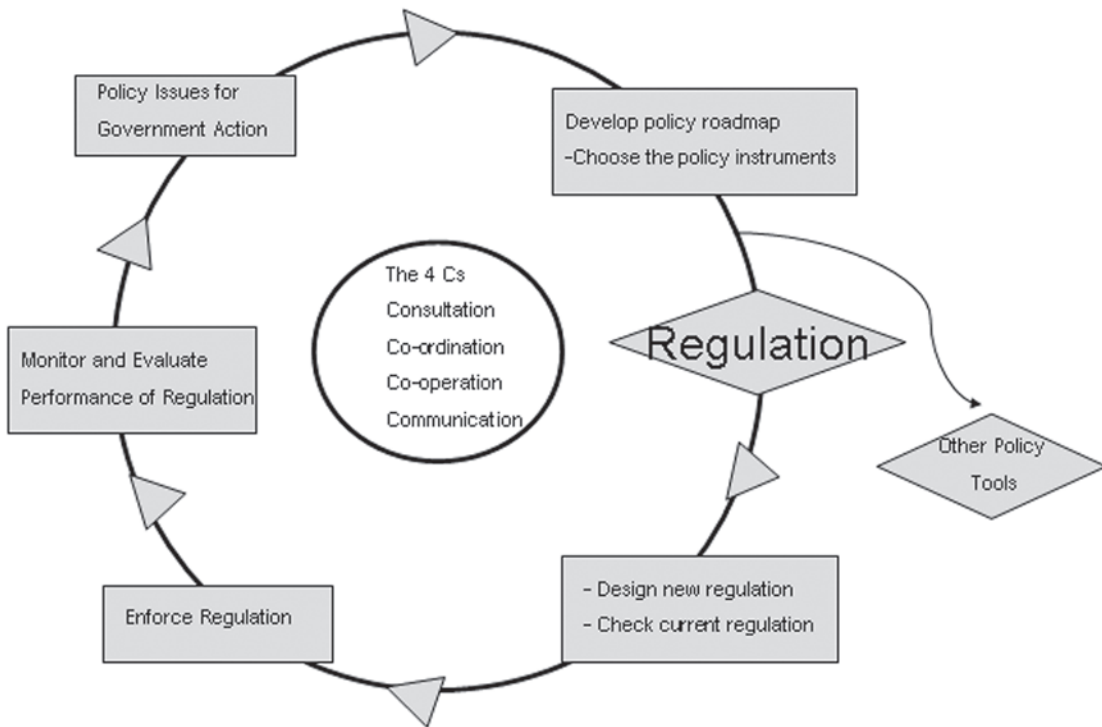 Policy Issues for
Government Action
Develop policy roadmap
-Choose the policy instruments
The 4 Cs
Consultation
Co-ordination
Co-operation
Communication
Regulation
Monitor and Evaluate
Performance of Regulation
Other Policy
Tools
Enforce Regulation
- Design new regulation
- Check current regulation